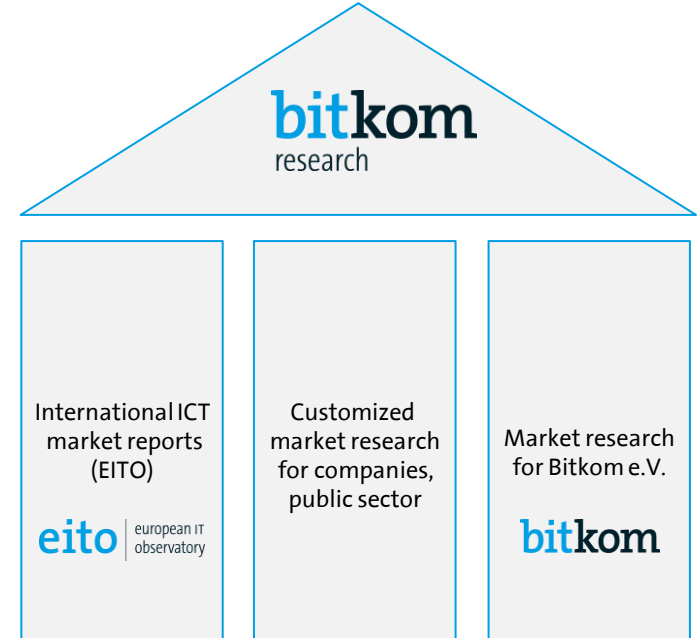 bitkom
research
International ICT
market reports
(EITO)
eito european IT
observatory
Customized
market research
for companies,
public sector
Market research
for Bitkom e.V.
bitkom